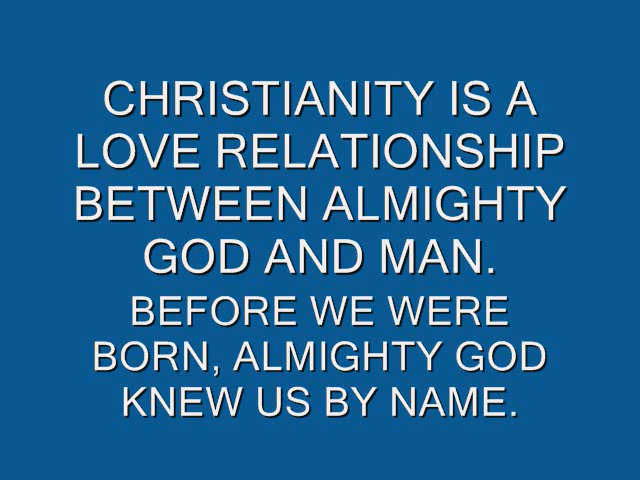 CHRISTIANITY IS A
LOVE RELATIONSHIP
BETWEEN ALMIGHTY
GOD AND MAN.
BEFORE WE WERE
BORN, ALMIGHTY GOD
KNEW US BY NAME.